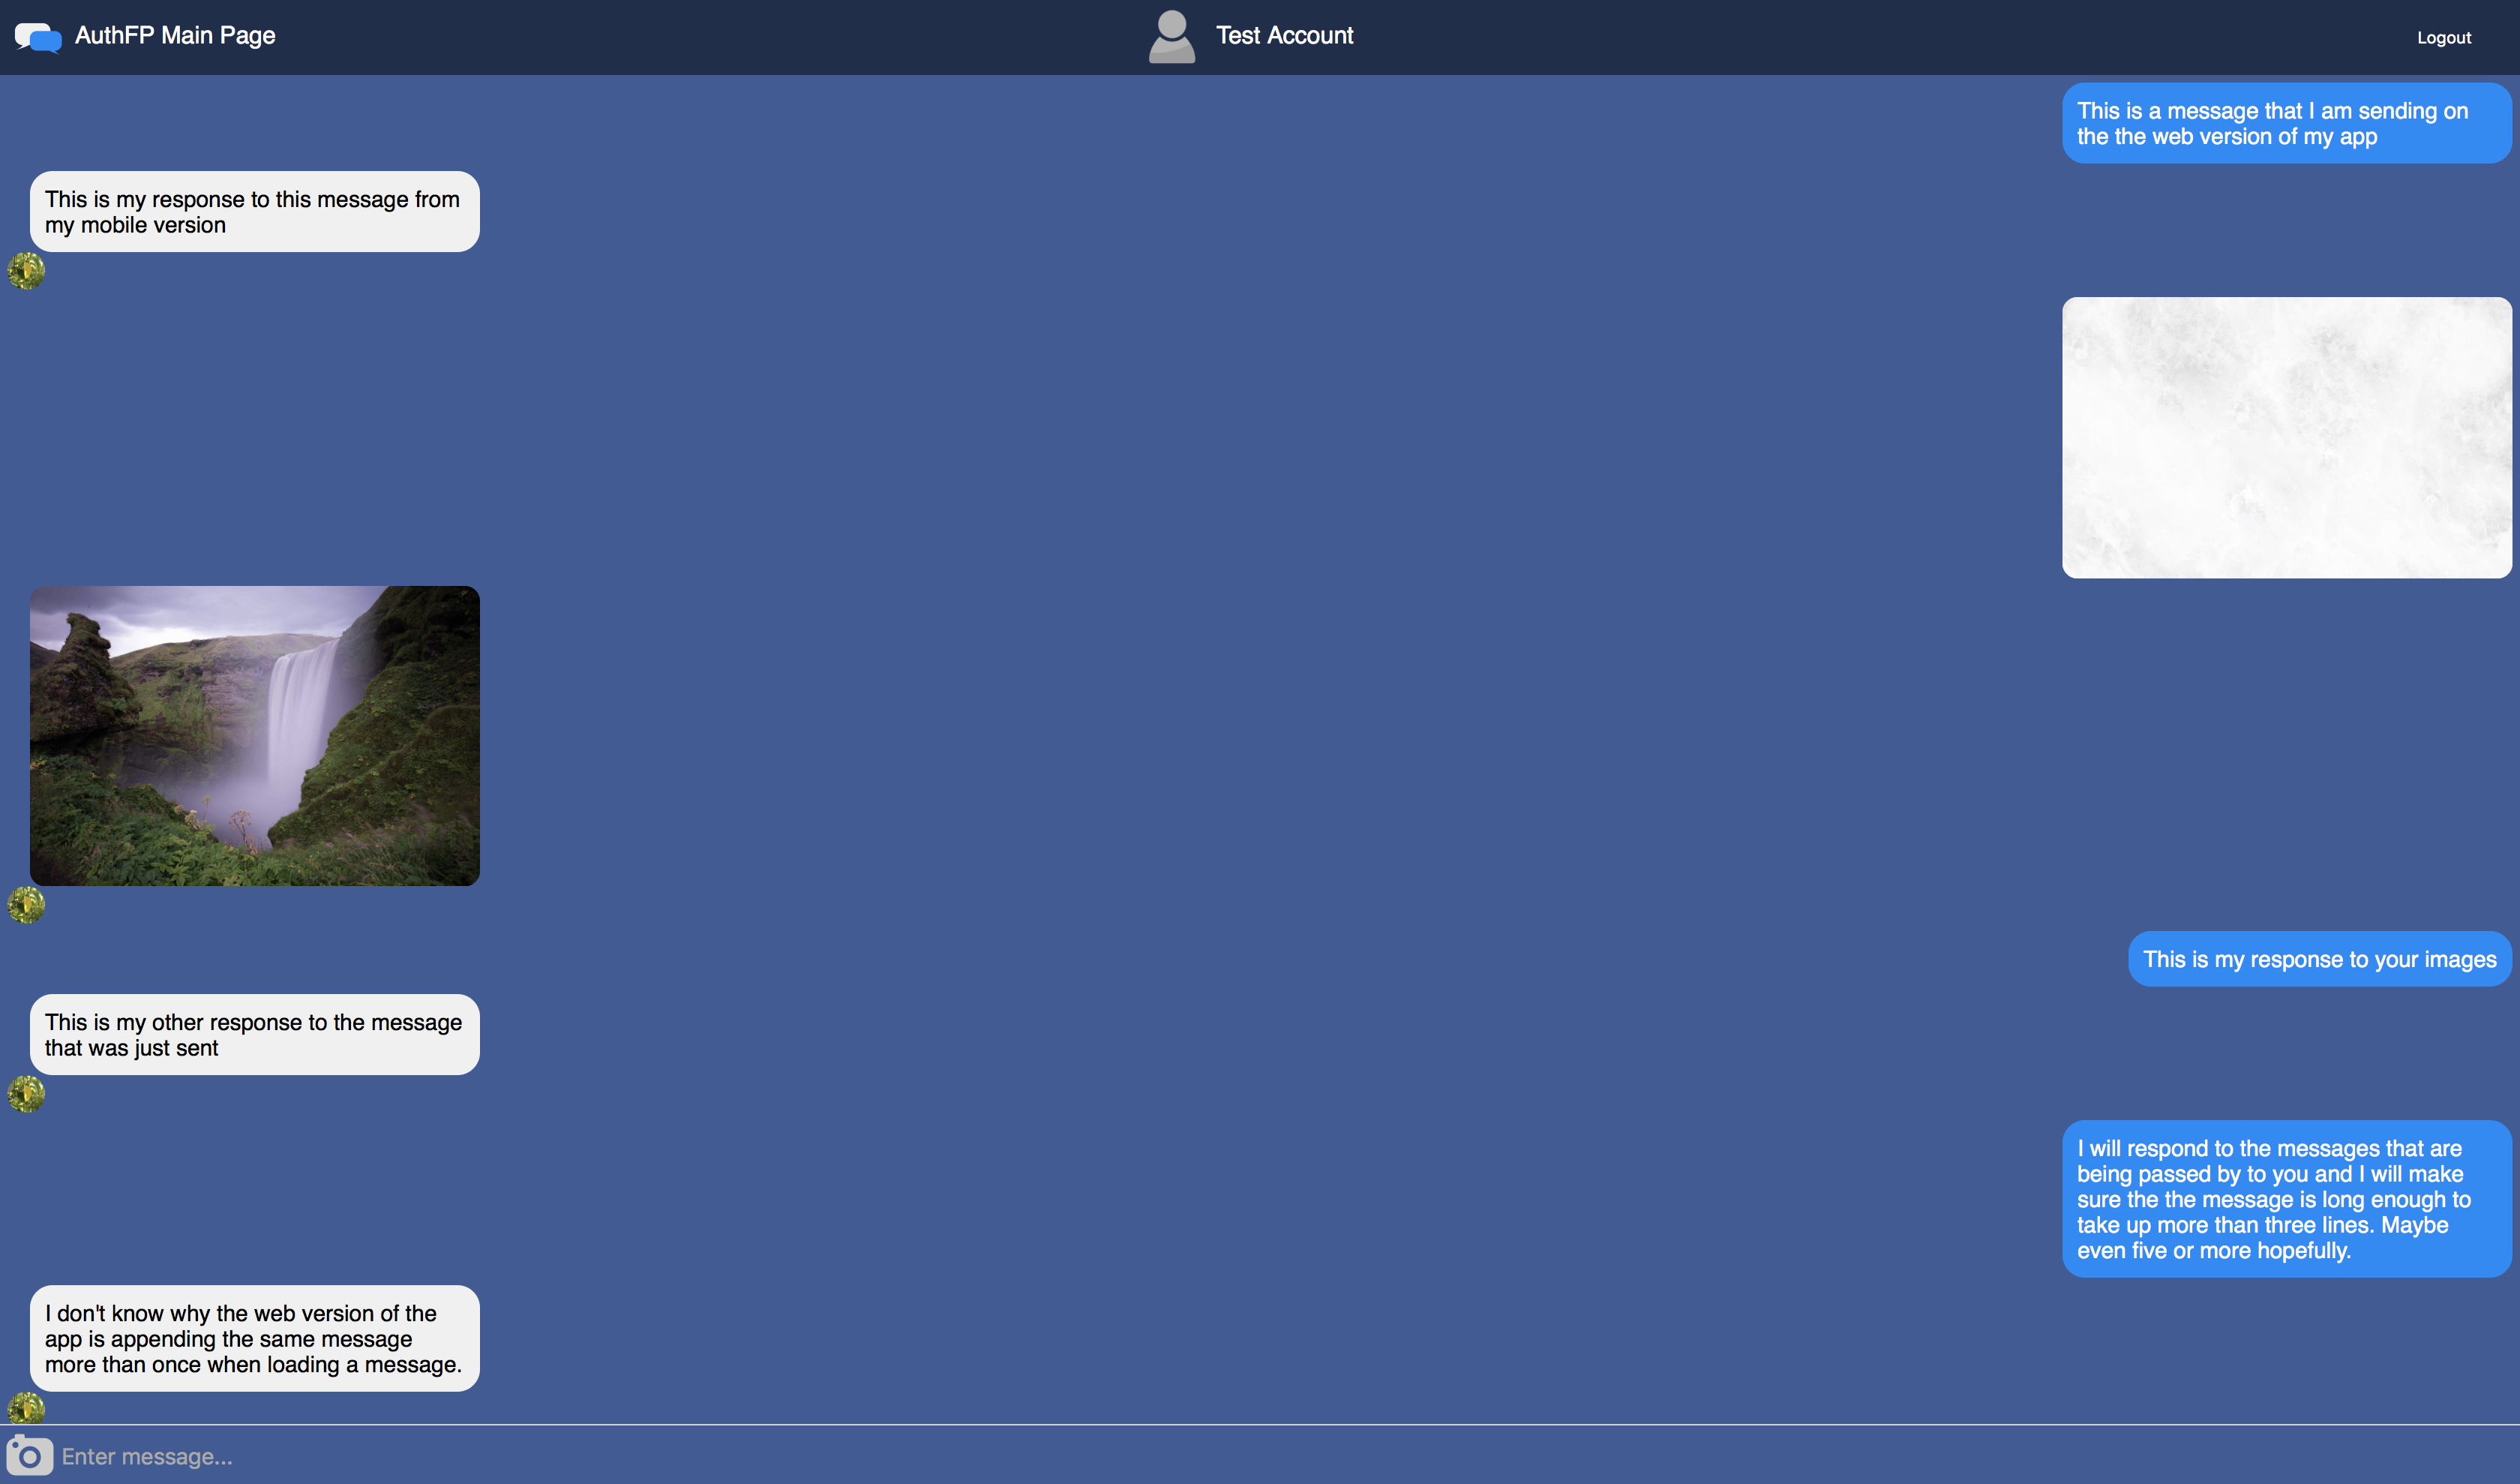 AuthFP Main Page
Test Account
Logout
This is a message that I am sending on
the the web version of my app
This is my response to this message from
my mobile version
This is my response to your images
This is my other response to the message
that was just sent
I will respond to the messages that are
being passed by to you and I will make
sure the the message is long enough to
take up more than three lines. Maybe
even five or more hopefully.
I don't know why the web version of the
app is appending the same message
more than once when loading a message.
Enter message...